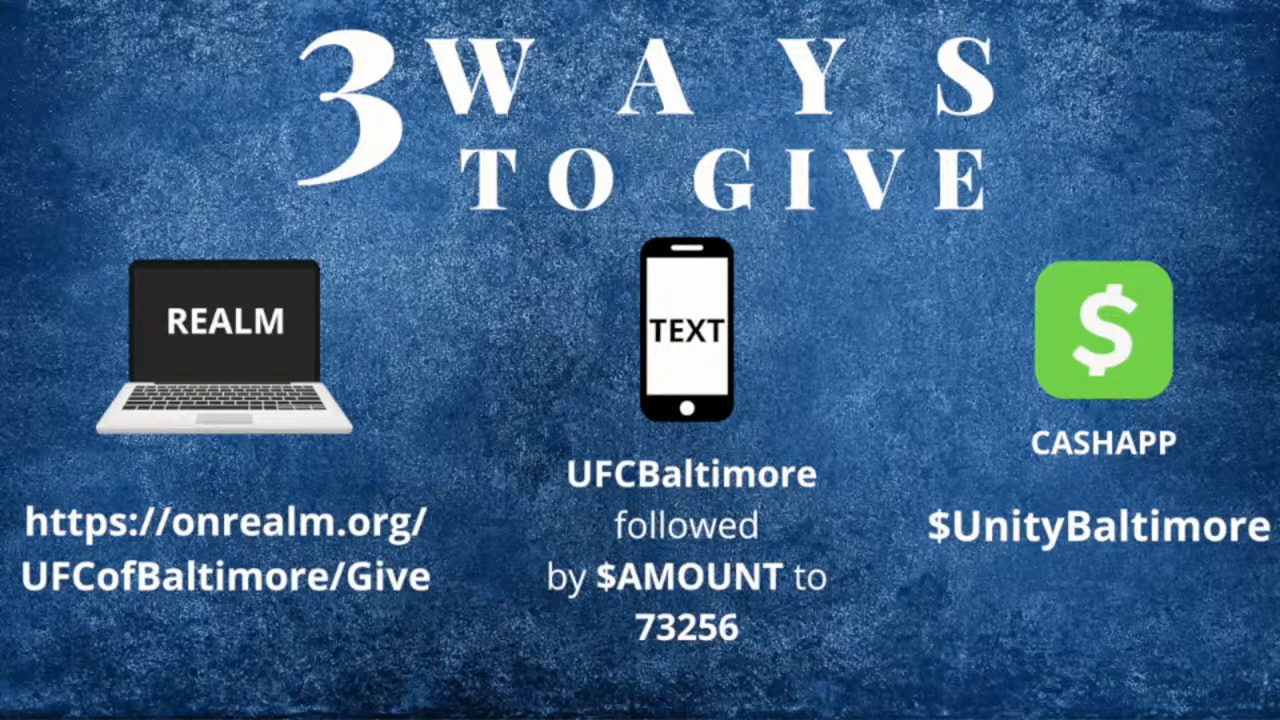 3 WAYS
TO GIVE
REALM
https://onrealm.org/
UFCofBaltimore/Give
TEXT
UFCBaltimore
followed
by $AMOUNT to
73256
$
CASHAPP
$UnityBaltimore